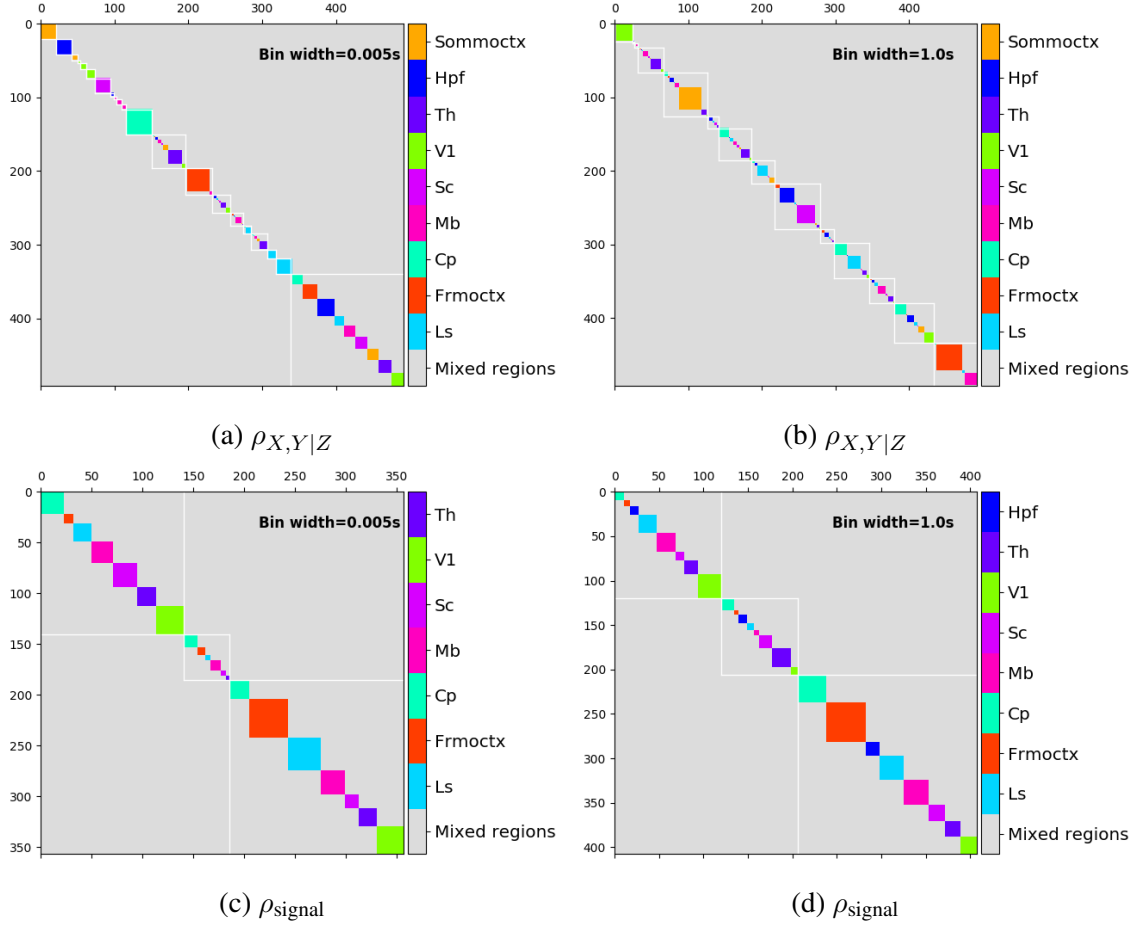 0 100 200 300 400
0
100
200
300
400
Bin width=0.005s
Sommoctx
Hpf
Th
V1
Sc
Mb
Cp
Frmoctx
Ls
Mixed regions
(a) ρX,Y|Z
0 100 200 300 400
0
100
200
300
400
Bin width=1.0s
Sommoctx
Hpf
Th
V1
Sc
Mb
Cp
Frmoctx
Ls
Mixed regions
(b) ρX,Y|Z
0 50 100 150 200 250 300 350
0
50
100
150
200
250
300
350
Bin width=0.005s
Th
V1
Sc
Mb
Cp
Frmoctx
Ls
Mixed regions
(c) ρsignal
0 50 100 150 200 250 300 350 400
0
50
100
150
200
250
300
350
400
Bin width=1.0s
Hpf
Th
V1
Sc
Mb
Cp
Frmoctx
Ls
Mixed regions
(d) ρsignal